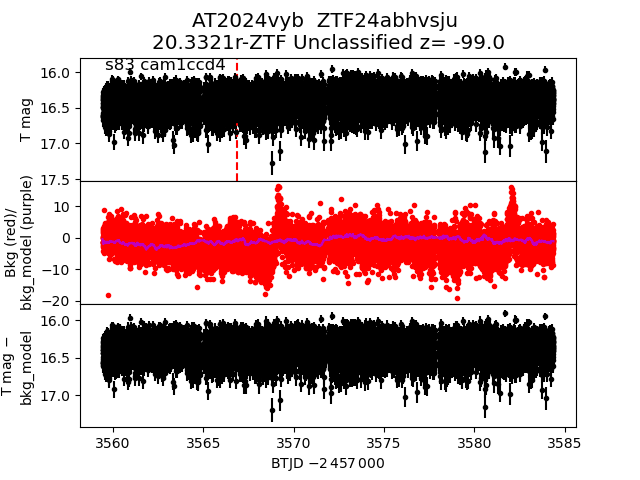 AT2024vyb  ZTF24abhvsju
20.3321r-ZTF Unclassified z= -99.0
s83 cam1ccd4
16.0
16.5
17.0
17.5
T mag
10
0
−10
−20
Bkg (red)/
bkg_model (purple)
16.0
16.5
17.0
T mag −
bkg_model
3560
3565
3570
3575
3580
3585
BTJD −2 457 000